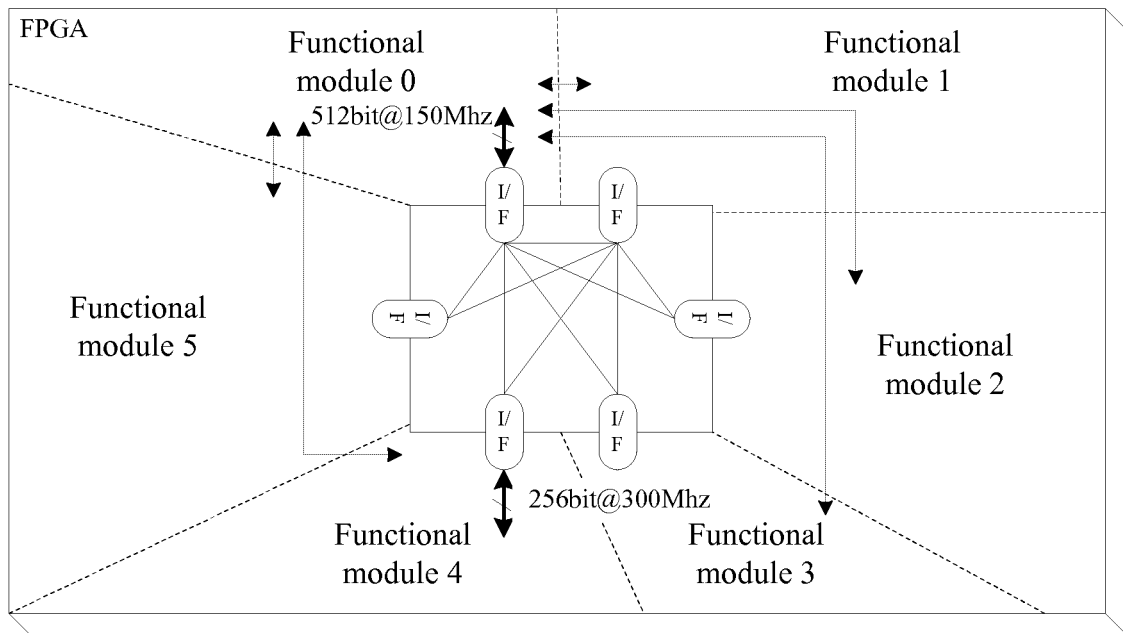 FPGA
Functional
module 0
Functional
module 1
512bit@150Mhz
I/
F
I/
F
I/
F
I/
F
Functional
module 5
Functional
module 2
I/
F
I/
F
256bit@300Mhz
Functional
module 4
Functional
module 3